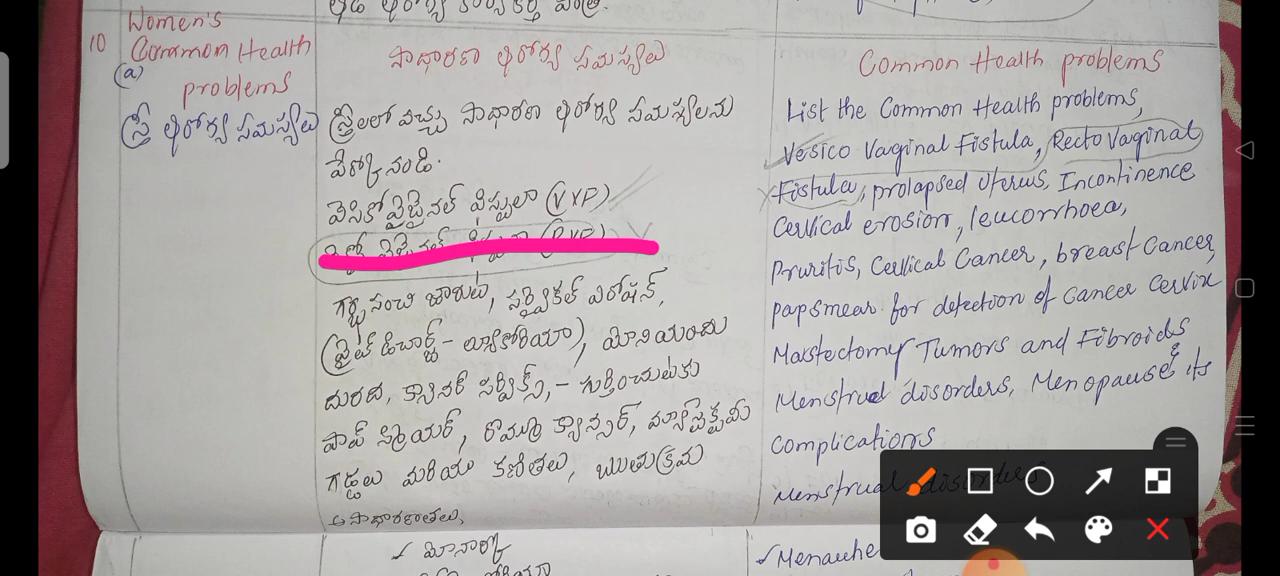 10
Women's
Common Health
(a)
problems
స్త్రీ ఆరోగ్య సమస్యలు
సాధారణ ఆరోగ్య సమస్యలు
స్త్రీలలో వచ్చు సాధారణ ఆరోగ్య సమస్యలను
పేర్కొనండి.
వెసికో వైజైనల్ ఫిస్టులా (VVF)
గర్భసంచి జారుట, సర్వైకల్ ఎరోషన్,
(వైట్ డిచార్జ్ - ల్యూకోరియా), యోనియందు
దురద, క్యాన్సర్ సర్విక్స్, - గుర్తించుటకు
పాప్ స్మియర్, రొమ్ము క్యాన్సర్, మ్యాస్టెక్టమీ
గడ్డలు మరియు కణితలు, ఋతుక్రమ
అసాధారణతలు,
Common Health problems
List the Common Health problems,
Vesico Vaginal Fistula, Recto Vaginal
Fistula, prolapsed Uterus, Incontinence
Cervical erosion, leucorrhoea,
Pruritis, Cervical Cancer, breast Cancer,
papsmear for detection of Cancer Cervix
Mastectomy Tumors and Fibroids
Menstrual disorders, Menopause & its
Complications
Menstrual disorders
✓ మోనార్కి
✓ Menarche